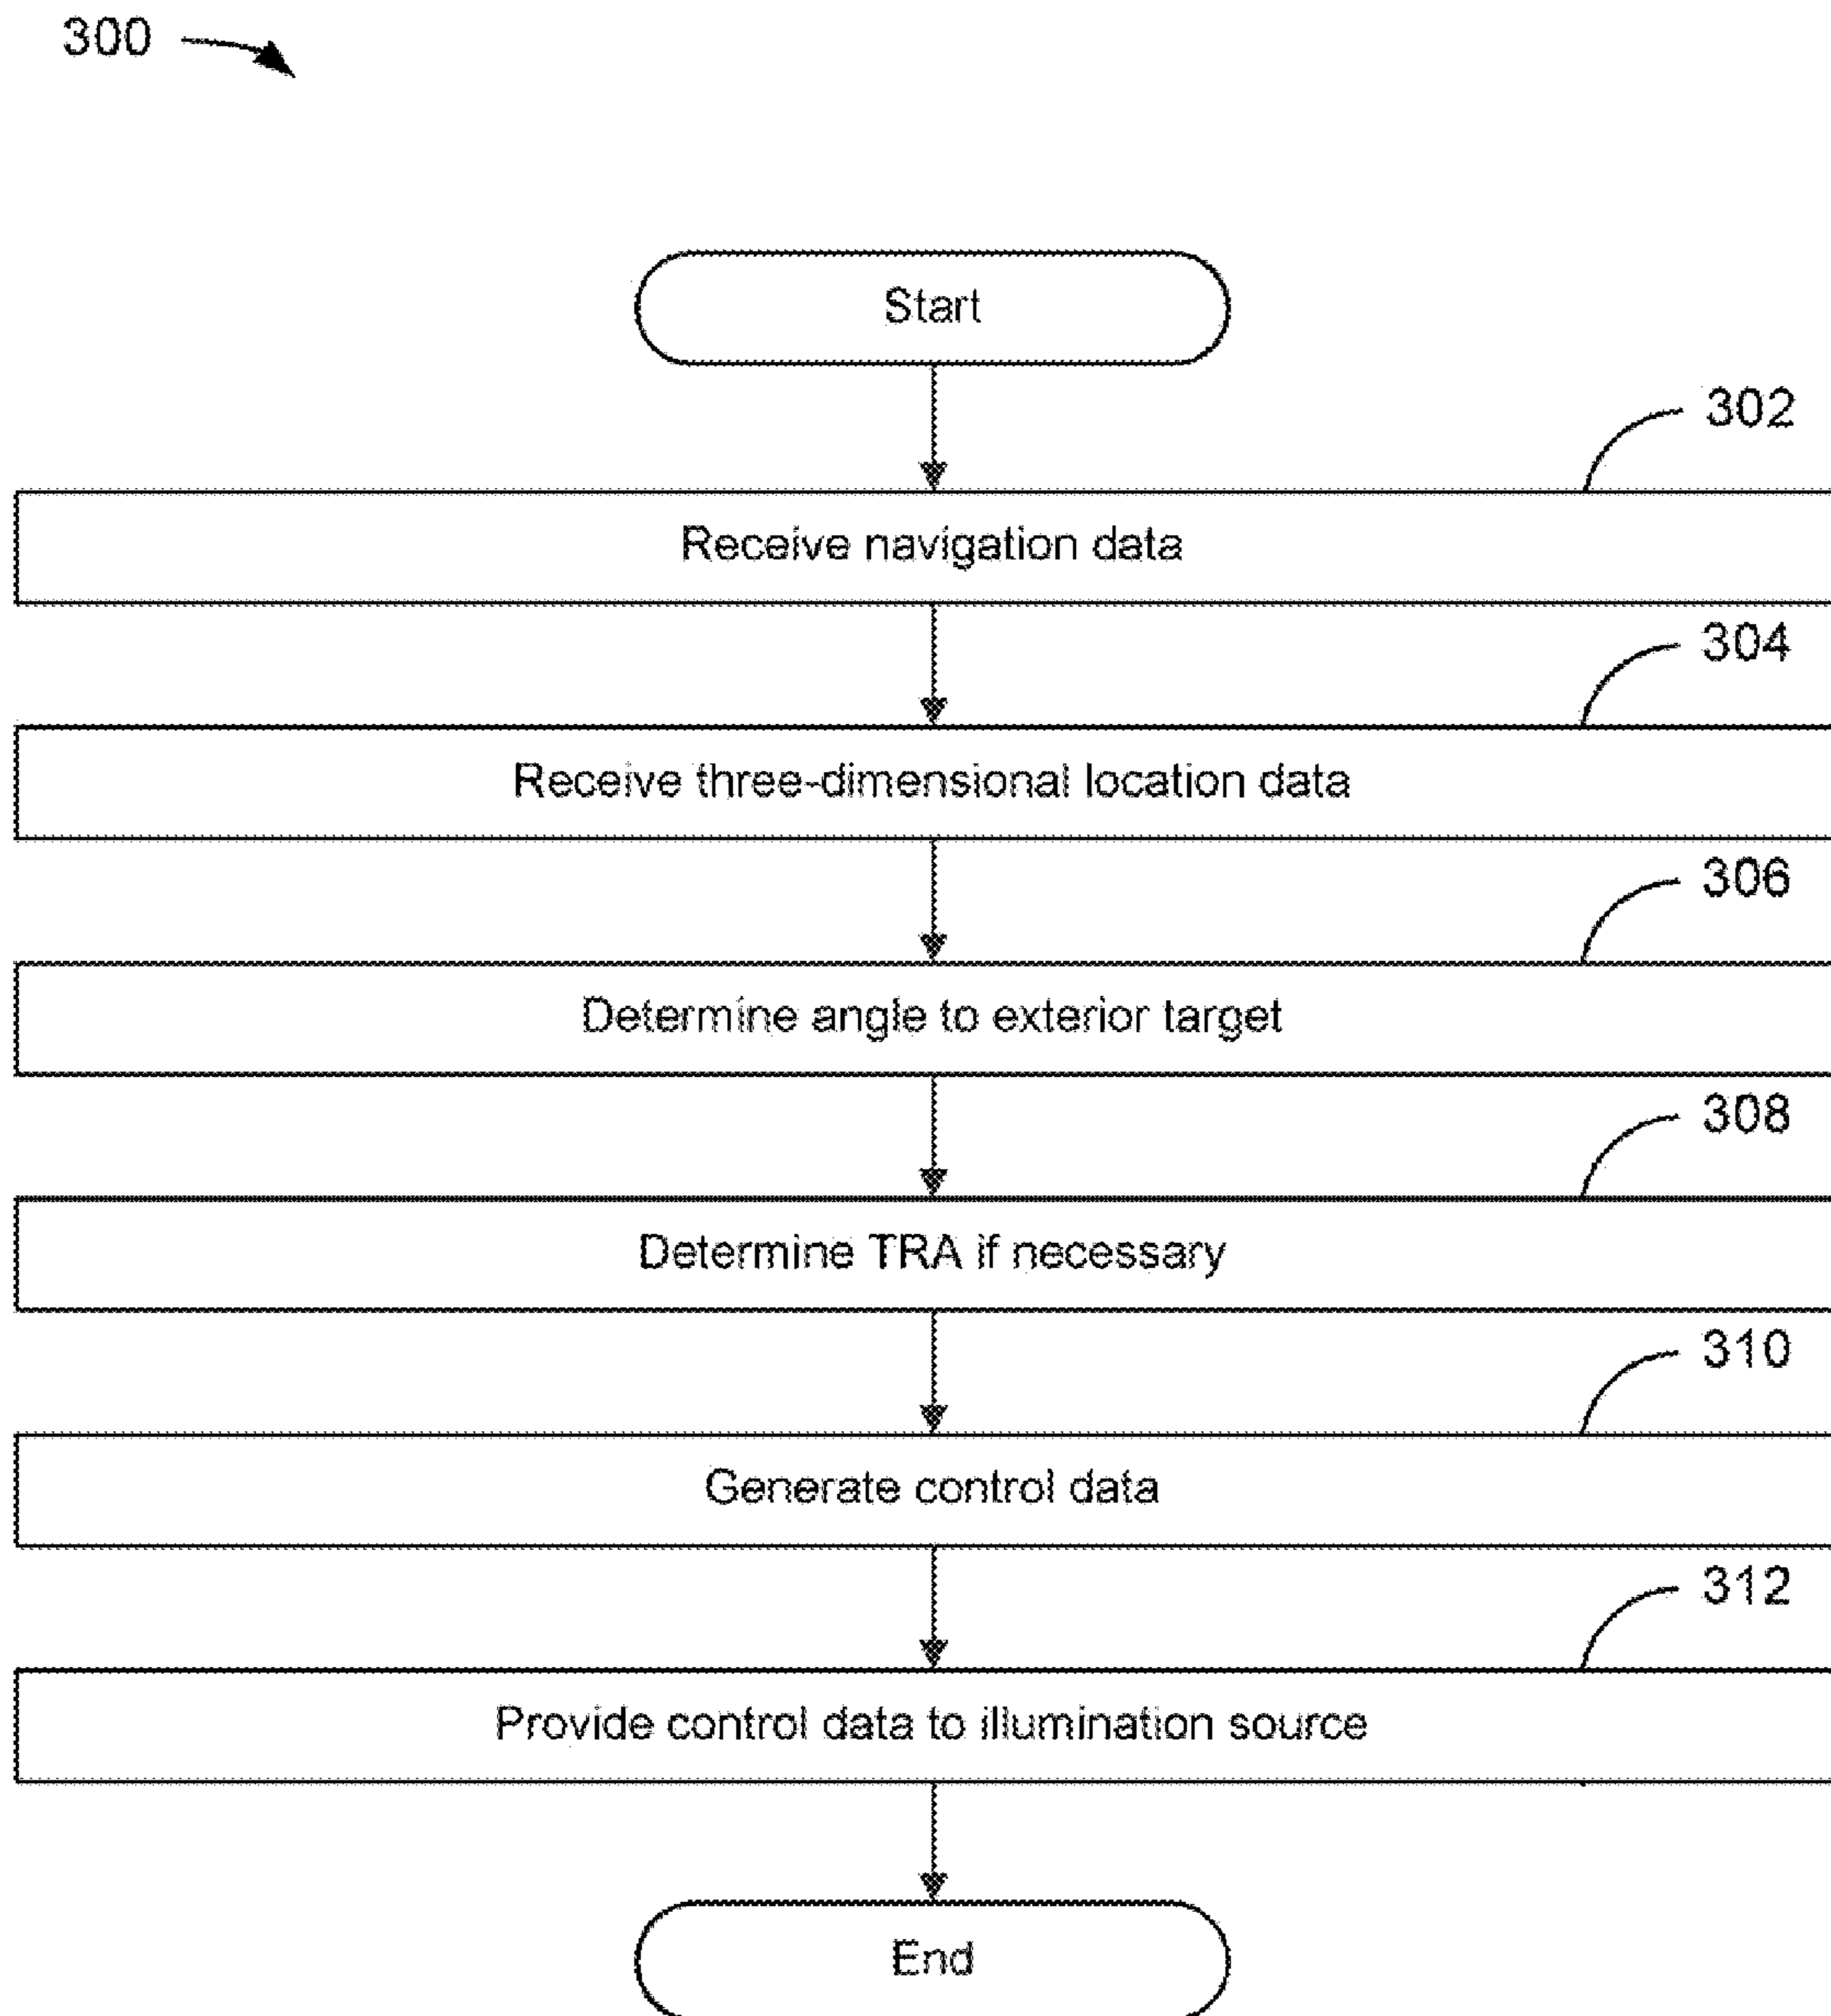 300
Start
302
Receive navigation data
304
Receive three-dimensional location data
306
Determine angle to exterior target
308
Determine TRA if necessary
310
Generate control data
312
Provide control data to illumination source
End